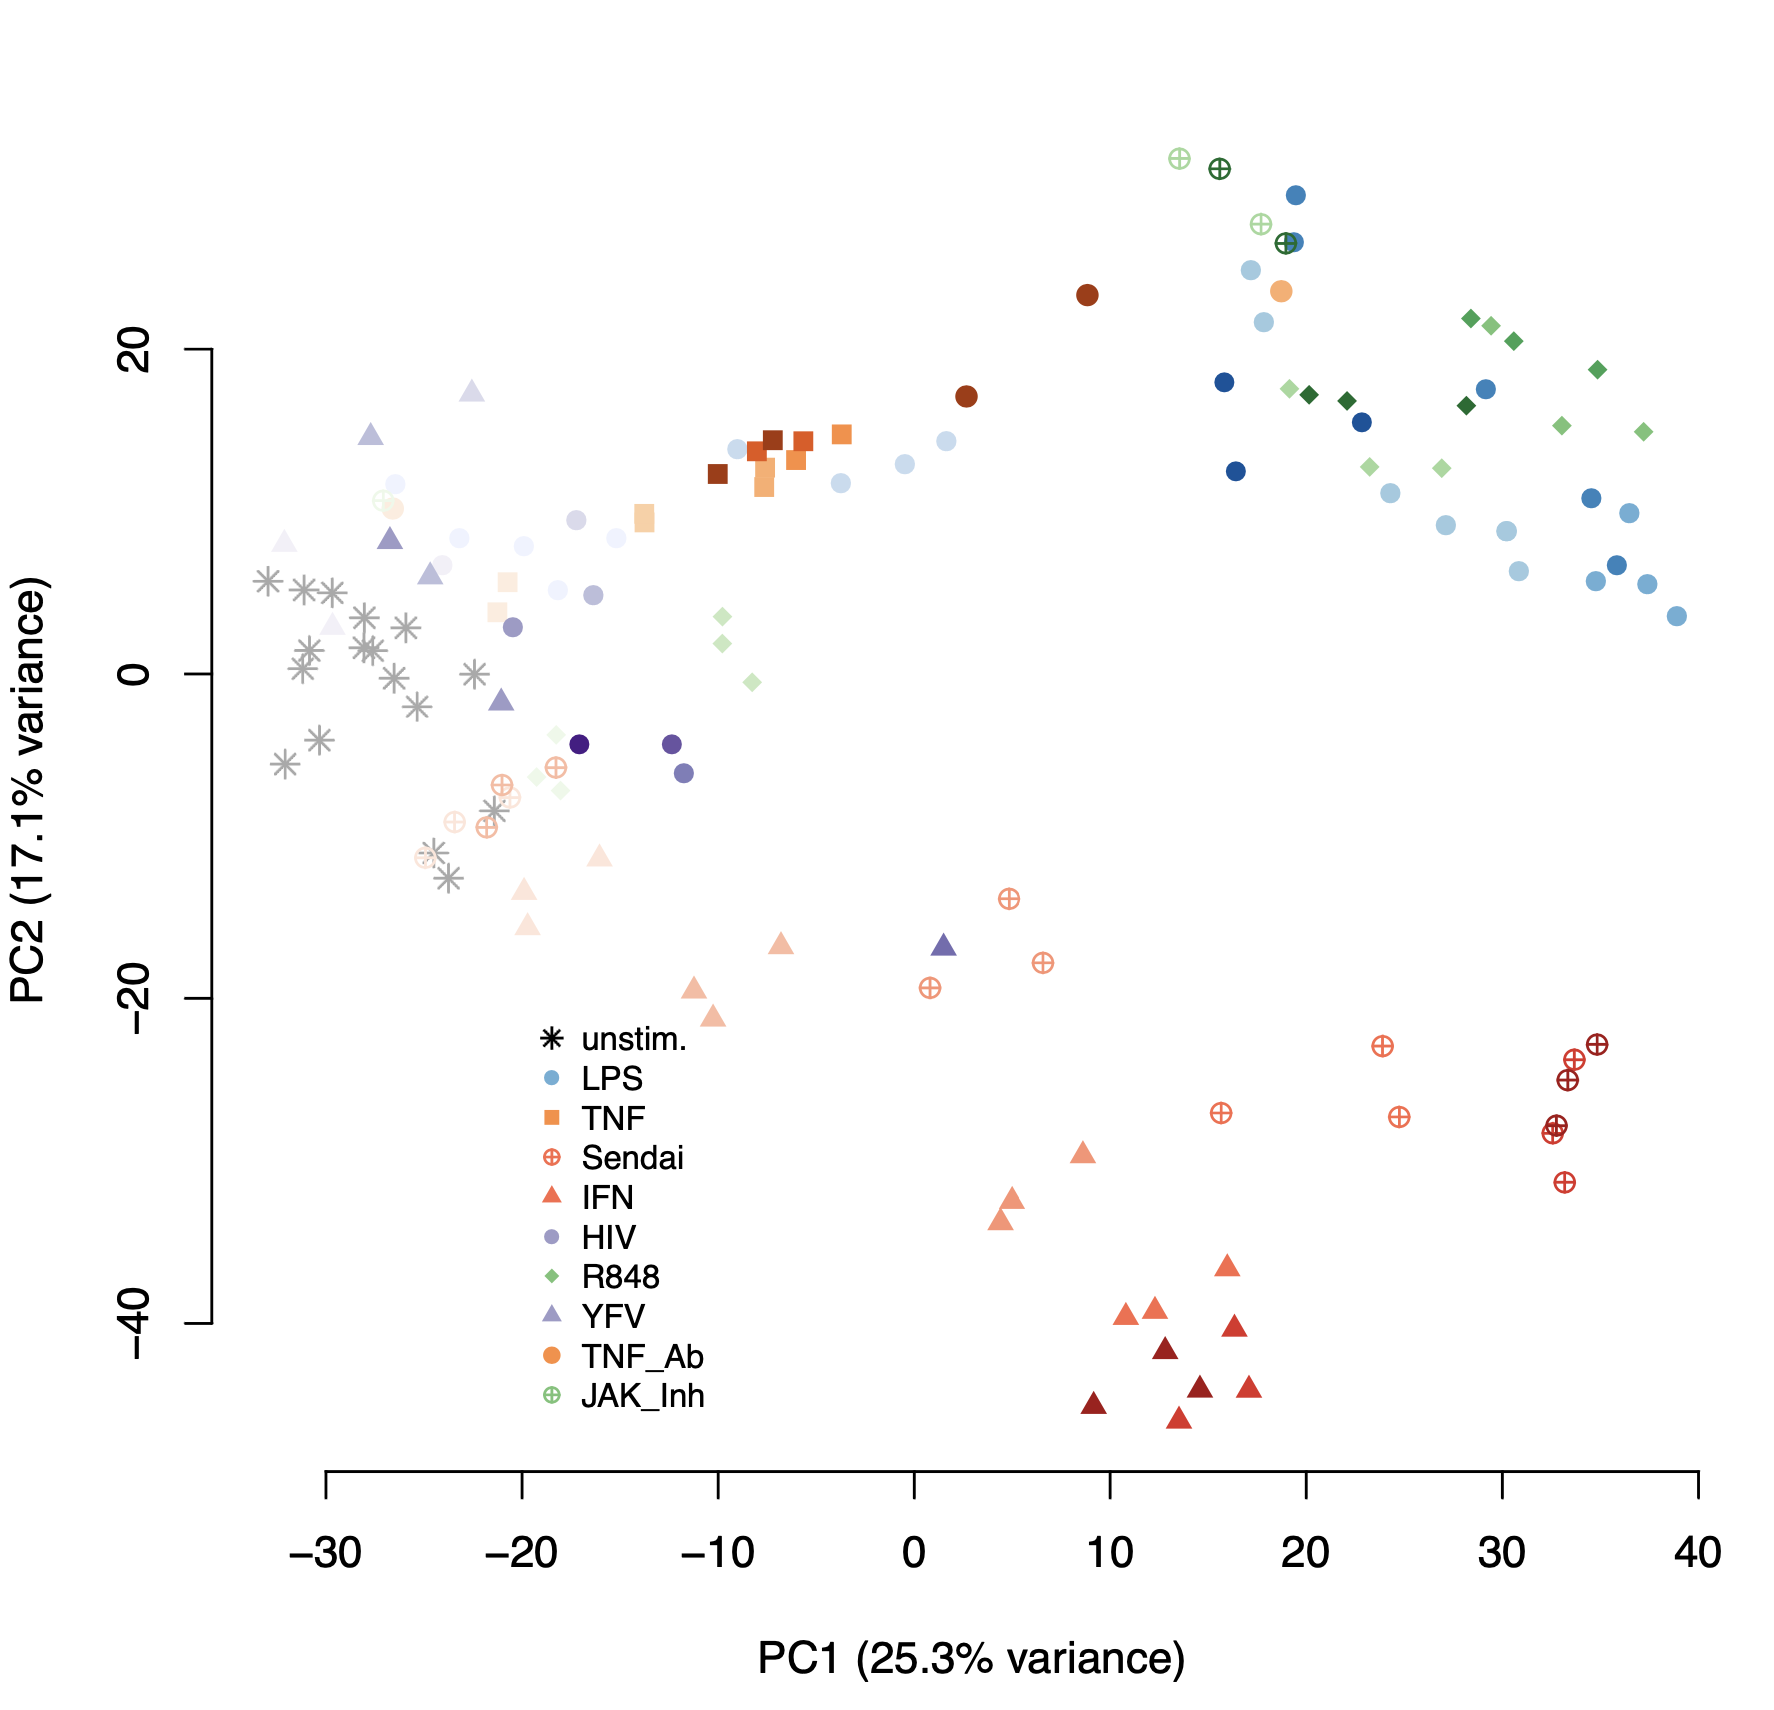 PC2 (17.1% variance)
20
0
−20
−40
unstim.
LPS
TNF
Sendai
IFN
HIV
R848
YFV
TNF_Ab
JAK_Inh
−30 −20 −10 0 10 20 30 40
PC1 (25.3% variance)